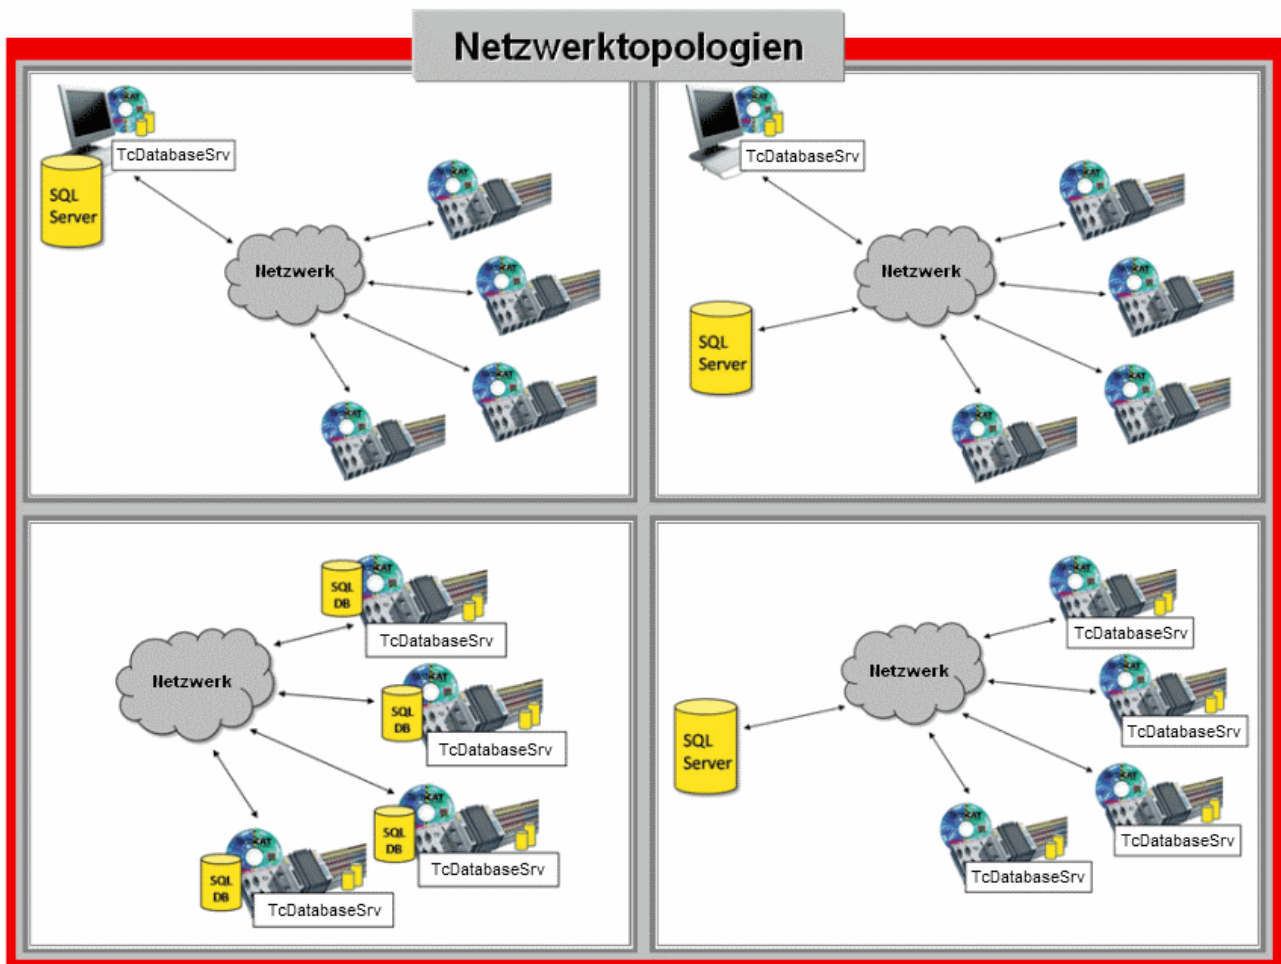 Netzwerktopologien
TcDatabaseSrv
SQL
Server
Netzwerk
TcDatabaseSrv
Netzwerk
SQL
Server
SQL
DB
TcDatabaseSrv
Netzwerk
SQL
DB
TcDatabaseSrv
SQL
DB
TcDatabaseSrv
SQL
DB
TcDatabaseSrv
TcDatabaseSrv
Netzwerk
TcDatabaseSrv
SQL
Server
TcDatabaseSrv
TcDatabaseSrv